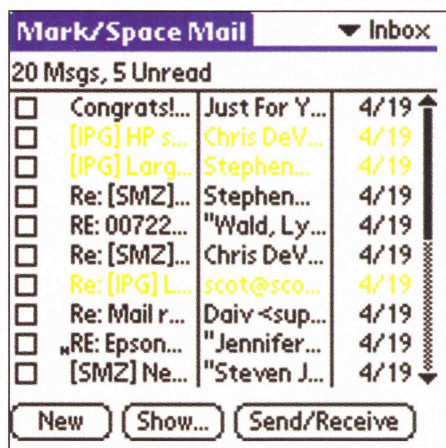 Mark/Space Mail Inbox
20 Msgs, 5 Unread
Congrats!... Just For Y... 4/19
[IPG] HP s... Chris DeV... 4/19
[IPG] Larg... Stephen... 4/19
Re: [SMZ]... Stephen... 4/19
RE: 00722... "Wald, Ly... 4/19
Re: [SMZ]... Chris DeV... 4/19
Re: [IPG] L... scot@sco... 4/19
Re: Mail r... Daiv <sup... 4/19
RE: Epson... "Jennifer... 4/19
[SMZ] Ne... "Steven J... 4/19
New Show... Send/Receive